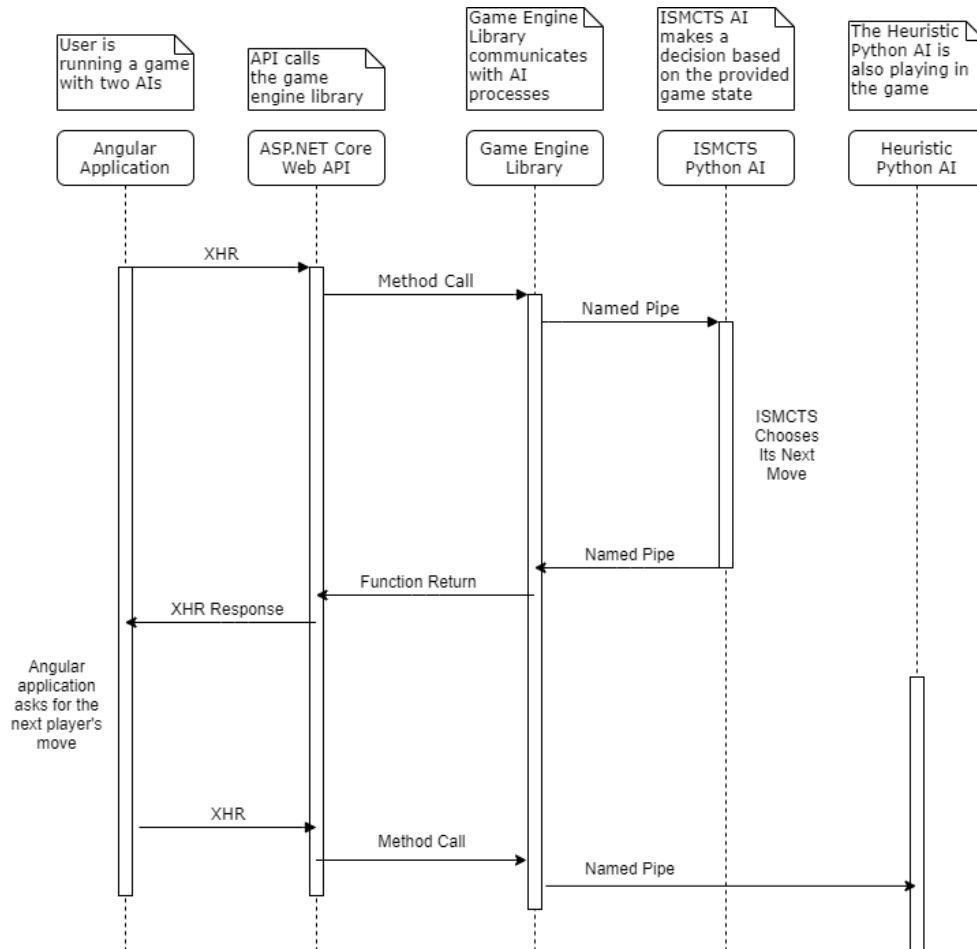 User is
running a game
with two AIs
API calls
the game
engine library
Game Engine
Library
communicates
with AI
processes
ISMCTS AI
makes a
decision based
on the provided
game state
The Heuristic
Python AI is
also playing in
the game
Angular
Application
ASP.NET Core
Web API
Game Engine
Library
ISMCTS
Python AI
Heuristic
Python AI
XHR
Method Call
Named Pipe
ISMCTS
Chooses
Its Next
Move
Named Pipe
Function Return
XHR Response
Angular
application
asks for the
next player's
move
XHR
Method Call
Named Pipe